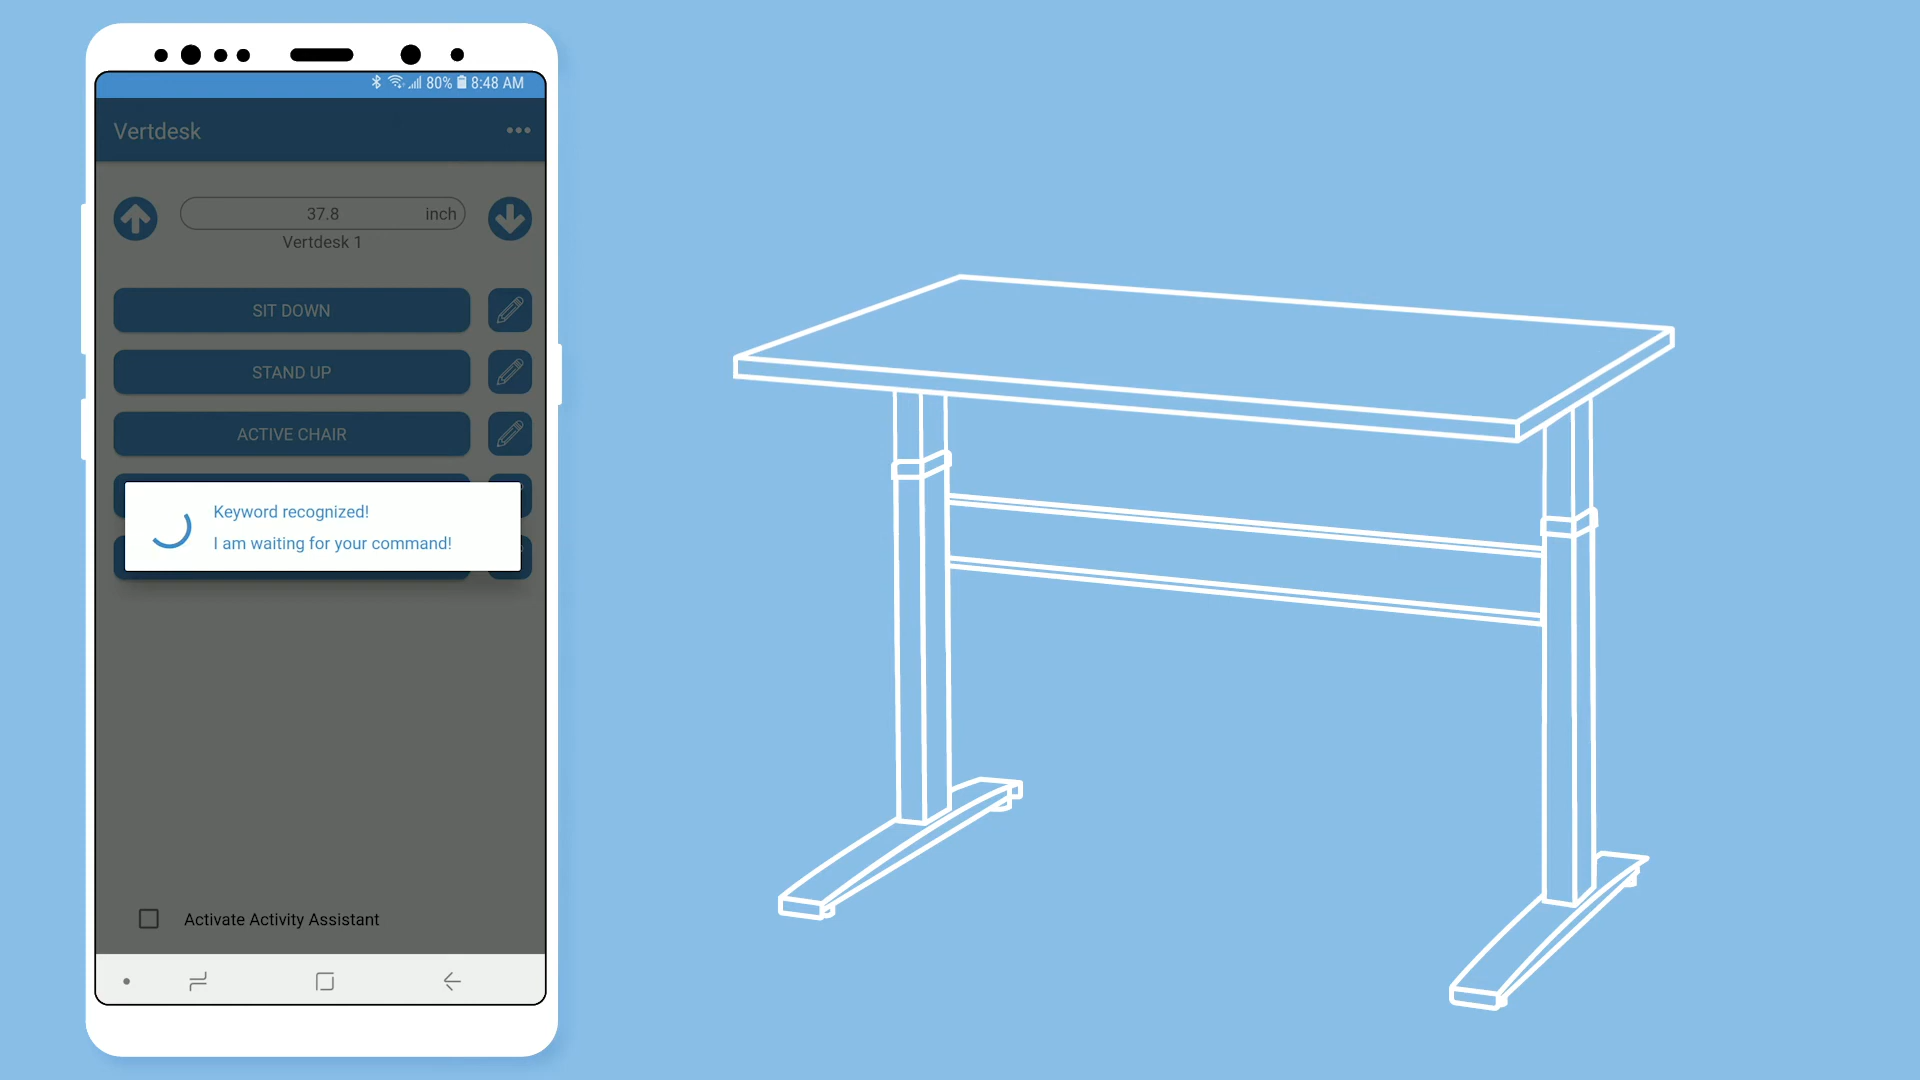 80% 8:48 AM
Vertdesk
37.8 inch
Vertdesk 1
SIT DOWN
STAND UP
ACTIVE CHAIR
Keyword recognized!
I am waiting for your command!
Activate Activity Assistant